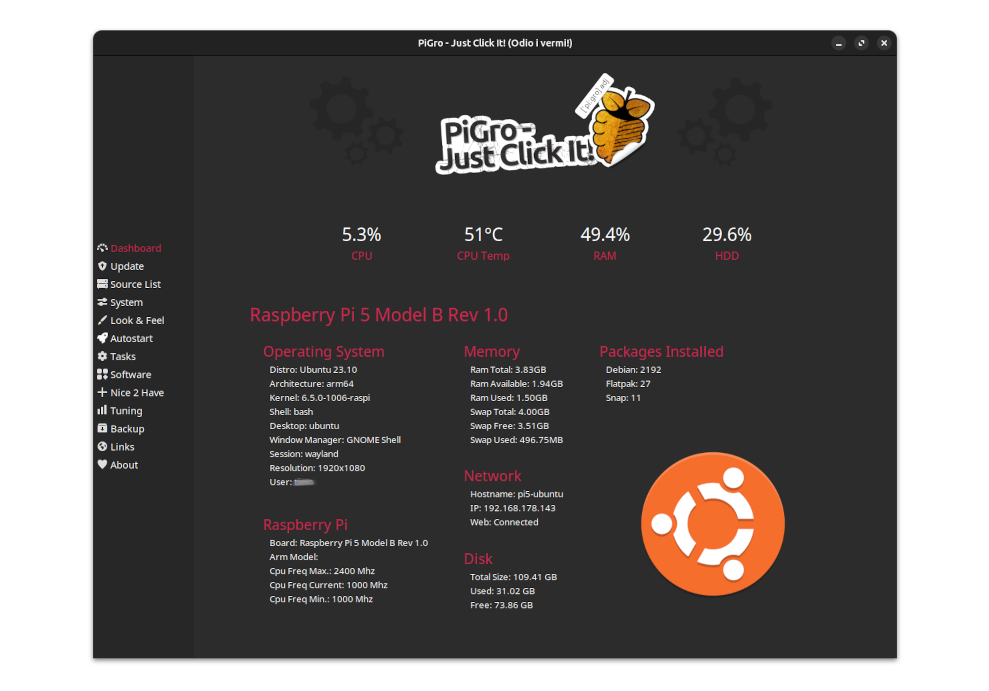 PiGro - Just Click It! (Odio i vermi!)
[pi:gro] adj
PiGro-
Just Click It!
5.3%
51°C
49.4%
29.6%
CPU
CPU Temp
RAM
HDD
Dashboard
Update
Source List
System
Look & Feel
Autostart
Tasks
Software
Nice 2 Have
Tuning
Backup
Links
About
Raspberry Pi 5 Model B Rev 1.0
Operating System
Distro: Ubuntu 23.10
Architecture: arm64
Kernel: 6.5.0-1006-raspi
Shell: bash
Desktop: ubuntu
Window Manager: GNOME Shell
Session: wayland
Resolution: 1920x1080
User:
Raspberry Pi
Board: Raspberry Pi 5 Model B Rev 1.0
Arm Model:
Cpu Freq Max.: 2400 Mhz
Cpu Freq Current: 1000 Mhz
Cpu Freq Min.: 1000 Mhz
Memory
Ram Total: 3.83GB
Ram Available: 1.94GB
Ram Used: 1.50GB
Swap Total: 4.00GB
Swap Free: 3.51GB
Swap Used: 496.75MB
Network
Hostname: pi5-ubuntu
IP: 192.168.178.143
Web: Connected
Disk
Total Size: 109.41 GB
Used: 31.02 GB
Free: 73.86 GB
Packages Installed
Debian: 2192
Flatpak: 27
Snap: 11